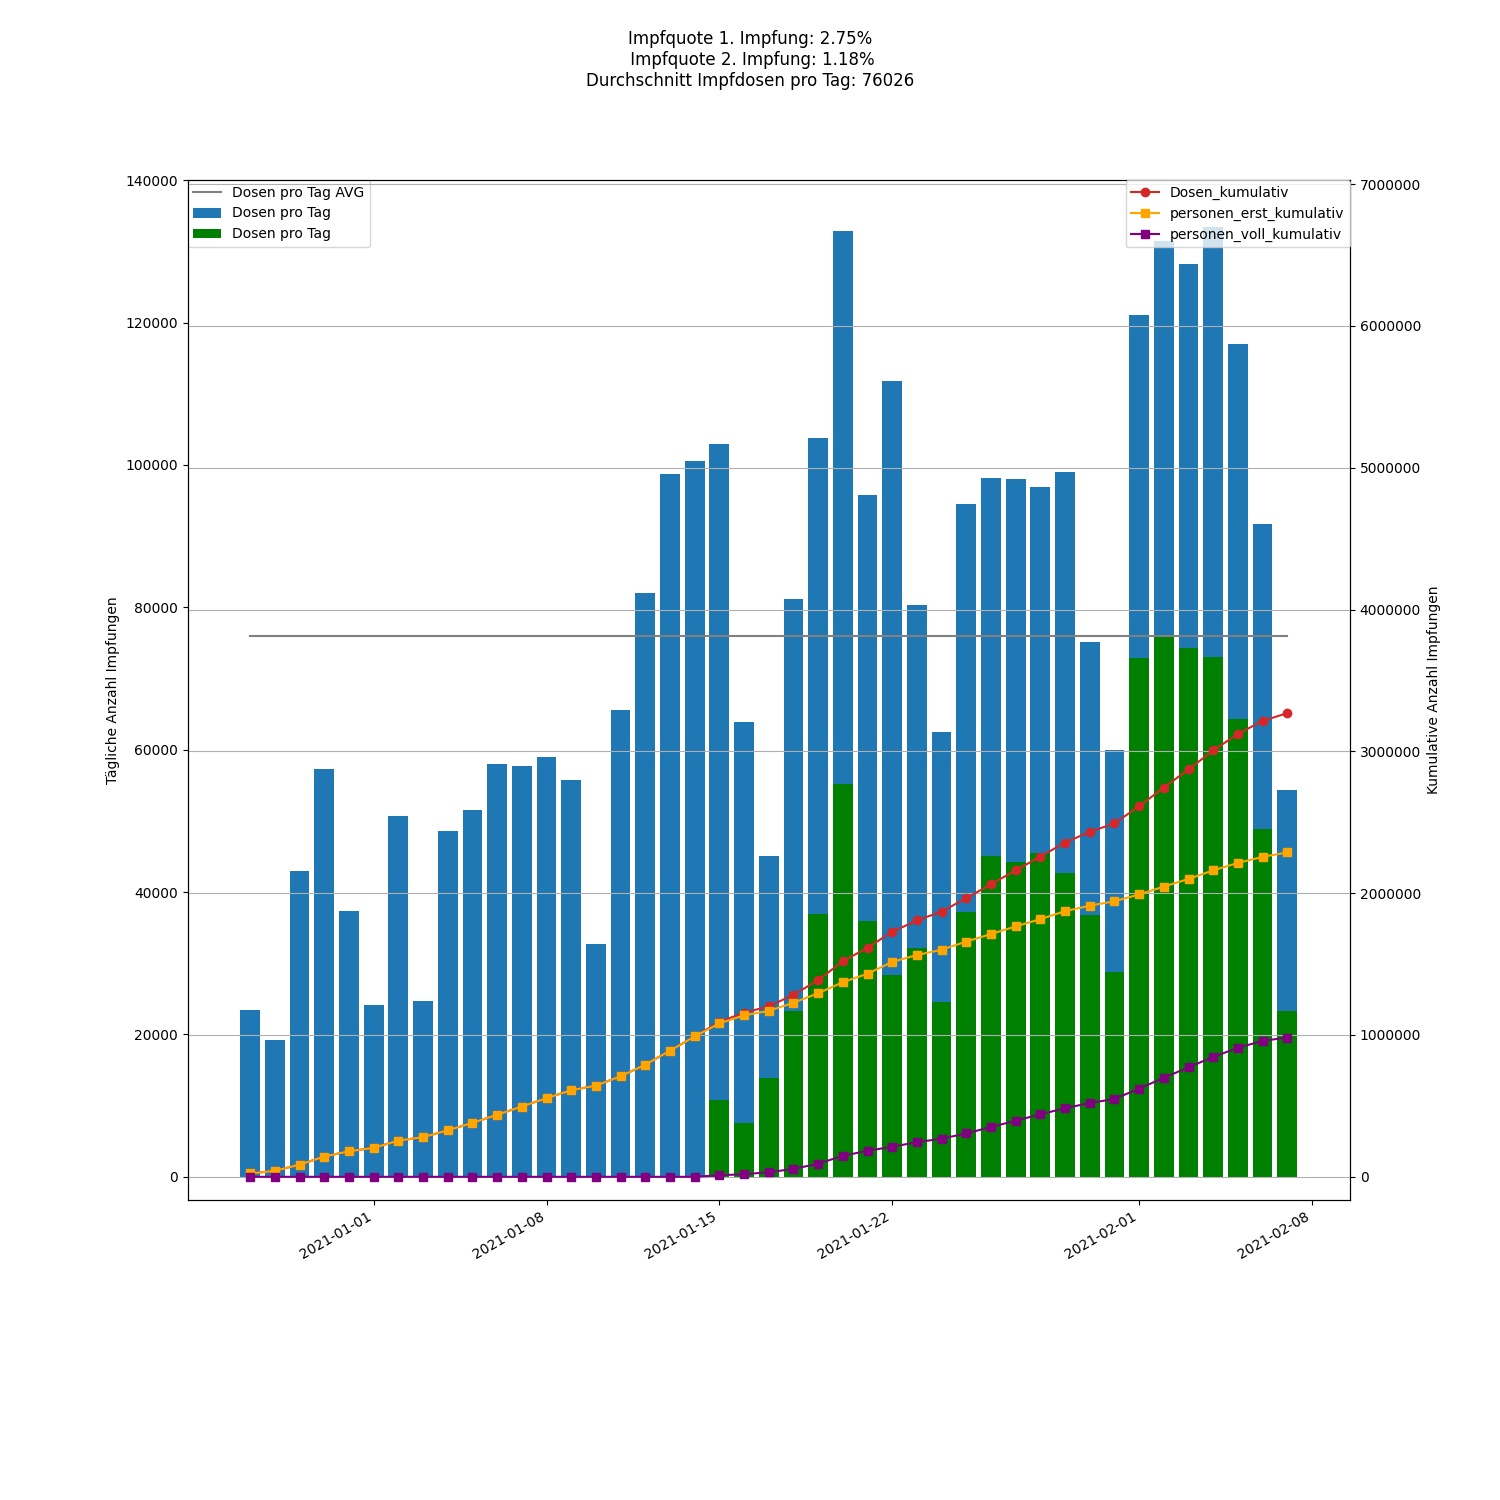 Impfquote 1. Impfung: 2.75%
Impfquote 2. Impfung: 1.18%
Durchschnitt Impfdosen pro Tag: 76026
Dosen pro Tag AVG
Dosen pro Tag
Dosen pro Tag
Dosen_kumulativ
personen_erst_kumulativ
personen_voll_kumulativ
Tägliche Anzahl Impfungen
140000
120000
100000
80000
60000
40000
20000
0
7000000
6000000
5000000
4000000
3000000
2000000
1000000
0
Kumulative Anzahl Impfungen
2021-01-01
2021-01-08
2021-01-15
2021-01-22
2021-02-01
2021-02-08